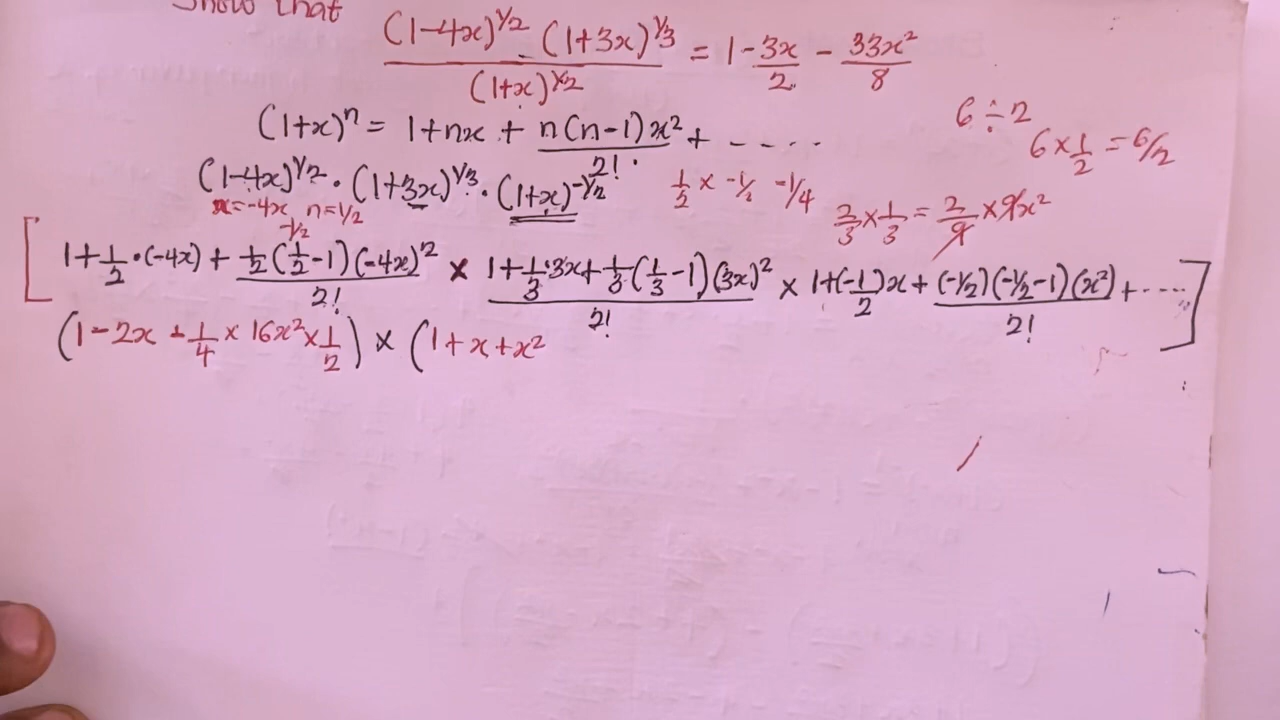 Show that
(1-4x)^1/2 - (1+3x)^1/3 / (1+x)^1/2 = 1 - 3x/2 - 33x²/8
(1+x)^n = 1+nx + n(n-1)x²/2! + - - - -
6 ÷ 2
6 × 1/2 = 6/2
(1-4x)^1/2 · (1+3x)^1/3 · (1+x)^-1/2
1/2 × -1/2 -1/4
2/3 × 1/3 = 2/9 × 9x²
x=-4x n=1/2
-1/2
[ 1+1/2·(-4x) + 1/2(1/2-1)(-4x)²/2! × 1+1/3·3x+1/3(1/3-1)(3x)²/2! × 1+(-1/2)x + (-1/2)(-1/2-1)(x²)/2! + ---- ]
(1-2x + 1/4 × 16x² × 1/2) × (1+x+x²